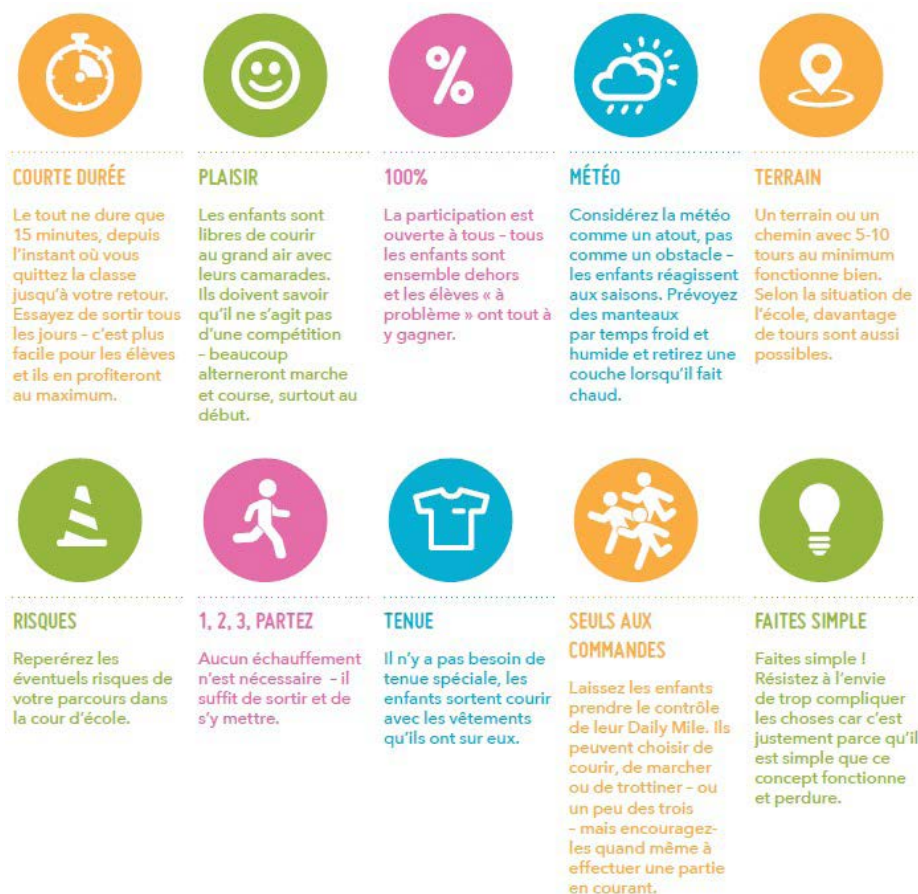 COURTE DURÉE
Le tout ne dure que
15 minutes, depuis
l'instant où vous
quittez la classe
jusqu'à votre retour.
Essayez de sortir tous
les jours – c'est plus
facile pour les élèves
et ils en profiteront
au maximum.
PLAISIR
Les enfants sont
libres de courir
au grand air avec
leurs camarades.
Ils doivent savoir
qu'il ne s'agit pas
d'une compétition
– beaucoup
alterneront marche
et course, surtout au
début.
100%
La participation est
ouverte à tous – tous
les enfants sont
ensemble dehors
et les élèves « à
problème » ont tout à
y gagner.
MÉTÉO
Considérez la météo
comme un atout, pas
comme un obstacle –
les enfants réagissent
aux saisons. Prévoyez
des manteaux
par temps froid et
humide et retirez une
couche lorsqu'il fait
chaud.
TERRAIN
Un terrain ou un
chemin avec 5-10
tours au minimum
fonctionne bien.
Selon la situation de
l'école, davantage
de tours sont aussi
possibles.
RISQUES
Reperérez les
éventuels risques de
votre parcours dans
la cour d'école.
1, 2, 3, PARTEZ
Aucun échauffement
n'est nécessaire – il
suffit de sortir et de
s'y mettre.
TENUE
Il n'y a pas besoin de
tenue spéciale, les
enfants sortent courir
avec les vêtements
qu'ils ont sur eux.
SEULS AUX
COMMANDES
Laissez les enfants
prendre le contrôle
de leur Daily Mile. Ils
peuvent choisir de
courir, de marcher
ou de trottiner – ou
un peu des trois
– mais encouragez-
les quand même à
effectuer une partie
en courant.
FAITES SIMPLE
Faites simple !
Résistez à l'envie
de trop compliquer
les choses car c'est
justement parce qu'il
est simple que ce
concept fonctionne
et perdure.